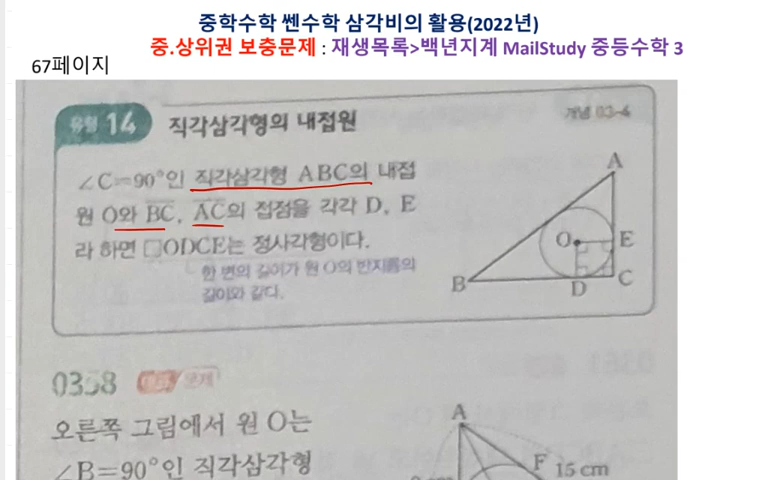 중학수학 쎈수학 삼각비의 활용(2022년)
중.상위권 보충문제 : 재생목록>백년지계 MailStudy 중등수학 3
67페이지
유형 14 직각삼각형의 내접원
개념 03-4
∠C=90°인 직각삼각형 ABC의 내접
원 O와 BC, AC의 접점을 각각 D, E
라 하면 □ODCE는 정사각형이다.
한 변의 길이가 원 O의 반지름의
길이와 같다.
A
O
E
B
D
C
0358 대표 문제
오른쪽 그림에서 원 O는
∠B=90°인 직각삼각형
A
F
15 cm